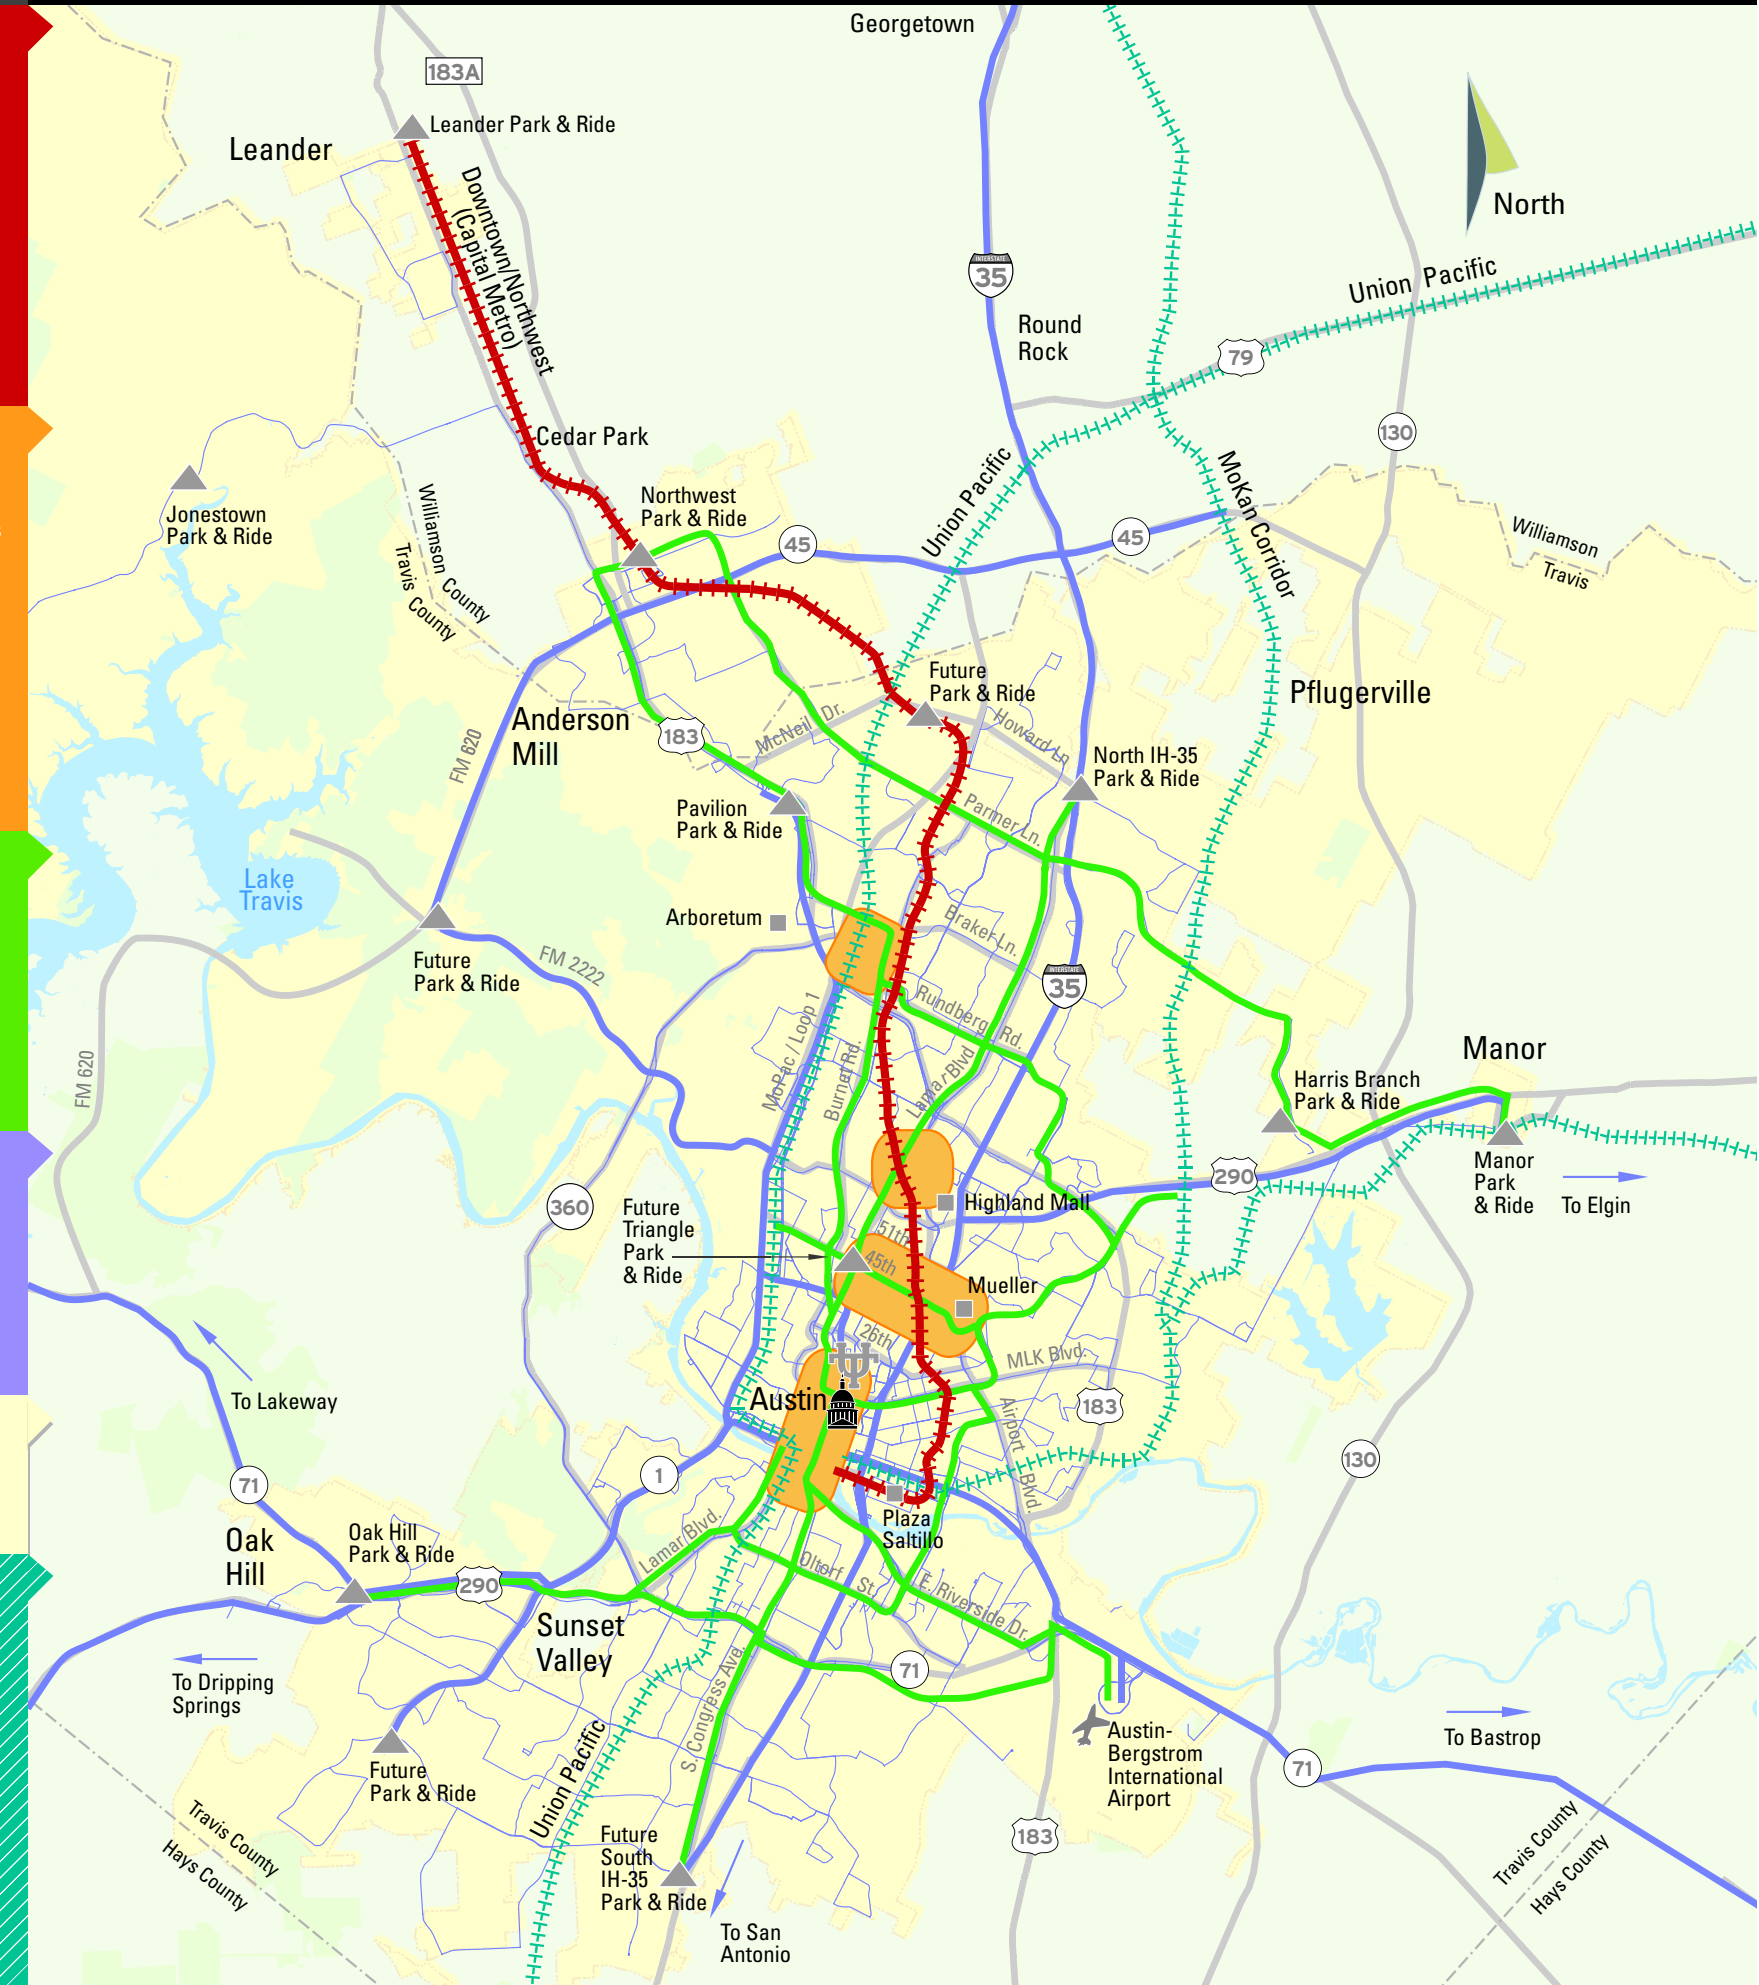 Georgetown
183A
Leander Park & Ride
Leander
Downtown/Northwest
(Capital Metro)
North
INTERSTATE
35
Union Pacific
Round
Rock
79
130
Cedar Park
Northwest
Park & Ride
Union Pacific
MoKan Corridor
Jonestown
Park & Ride
Williamson County
Travis County
45
45
Williamson
Travis
Future
Park & Ride
Pflugerville
Anderson
Mill
183
McNeil Dr.
Howard Ln
FM 620
North IH-35
Park & Ride
Pavilion
Park & Ride
Parmer Ln.
Lake
Travis
Arboretum
Braker Ln.
Future
Park & Ride
FM 2222
INTERSTATE
35
Rundberg Rd.
MoPac / Loop 1
Burnet Rd.
Lamar Blvd
FM 620
Manor
Harris Branch
Park & Ride
290
Manor
Park
& Ride
To Elgin
360
Future
Triangle
Park
& Ride
Highland Mall
51th
45th
Mueller
26th
MLK Blvd.
To Lakeway
Austin
Airport Blvd.
183
130
71
1
Plaza
Saltillo
Oak
Hill
Oak Hill
Park & Ride
290
Lamar Blvd.
Oltorf St.
E. Riverside Dr.
Sunset
Valley
71
To Dripping
Springs
S. Congress Ave.
Austin-
Bergstrom
International
Airport
To Bastrop
71
Future
Park & Ride
Union Pacific
Travis County
Hays County
Future
South
IH-35
Park & Ride
183
Travis County
Hays County
To San
Antonio